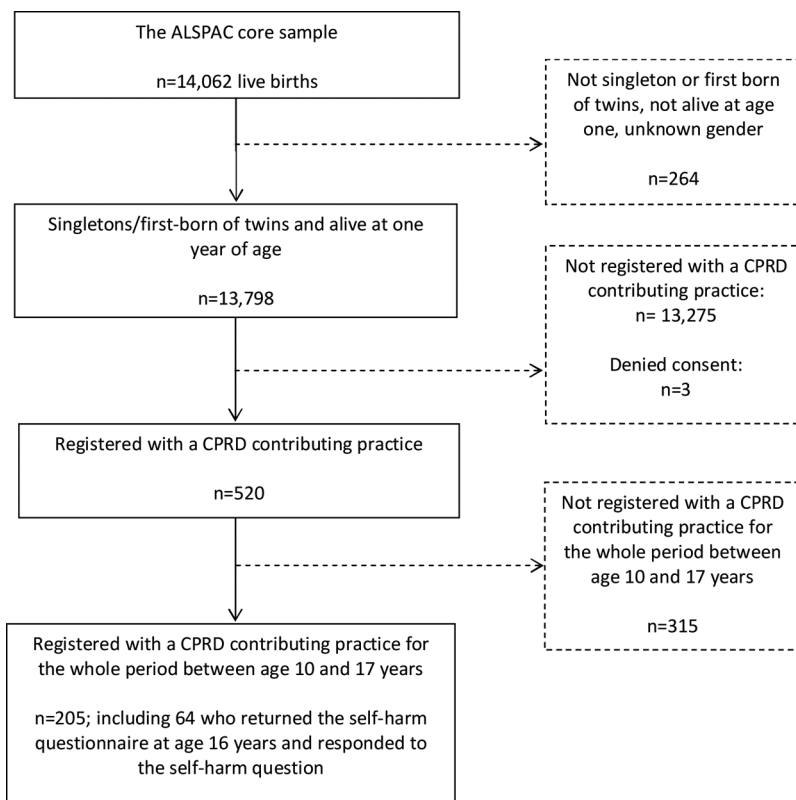 The ALSPAC core sample
n=14,062 live births
Not singleton or first born
of twins, not alive at age
one, unknown gender
n=264
Singletons/first-born of twins and alive at one
year of age
n=13,798
Not registered with a CPRD
contributing practice:
n= 13,275
Denied consent:
n=3
Registered with a CPRD contributing practice
n=520
Not registered with a CPRD
contributing practice for
the whole period between
age 10 and 17 years
n=315
Registered with a CPRD contributing practice for
the whole period between age 10 and 17 years
n=205; including 64 who returned the self-harm
questionnaire at age 16 years and responded to
the self-harm question